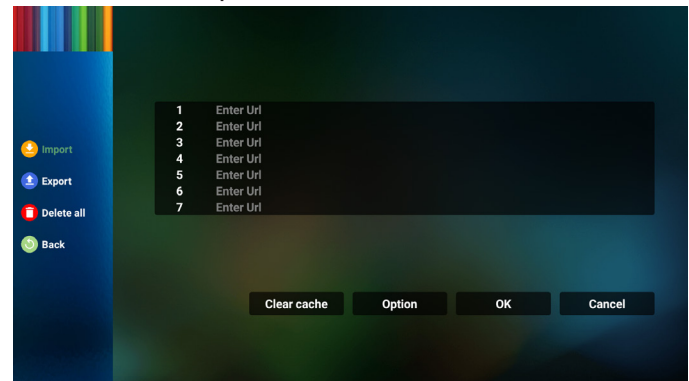 Import
Export
Delete all
Back
1 Enter Url
2 Enter Url
3 Enter Url
4 Enter Url
5 Enter Url
6 Enter Url
7 Enter Url
Clear cache Option OK Cancel